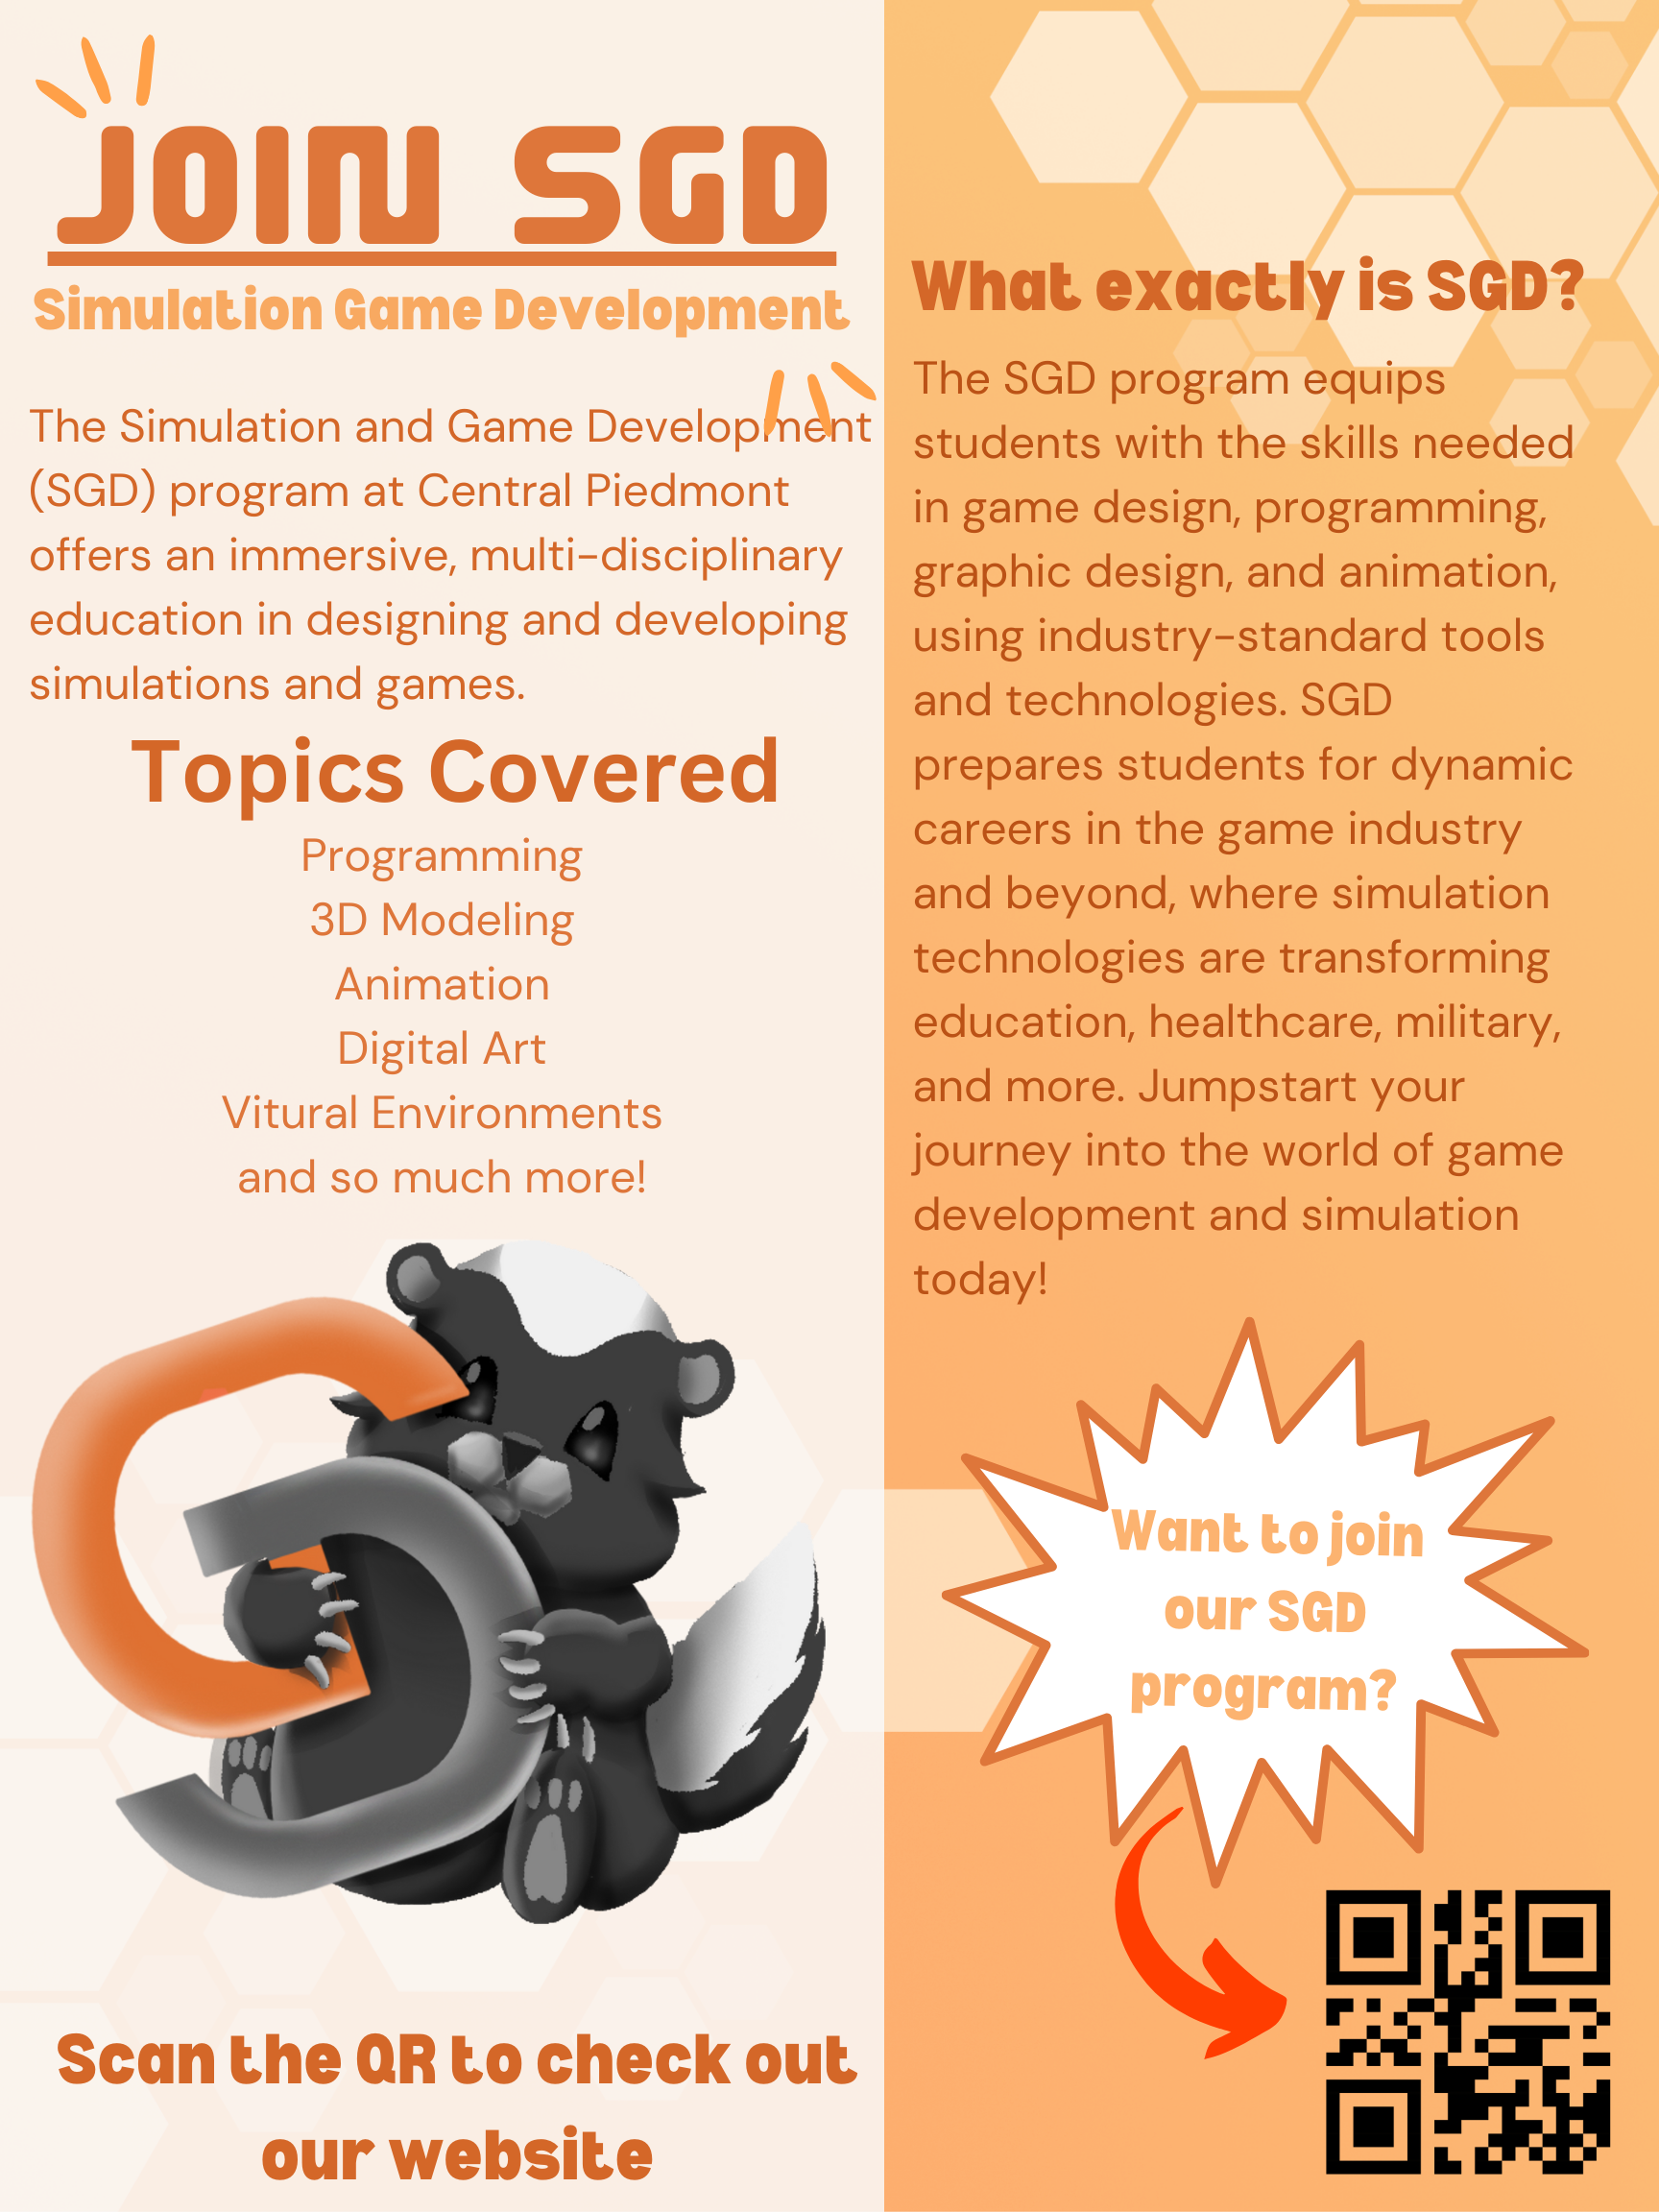 JOIN SGD
Simulation Game Development
The Simulation and Game Development
(SGD) program at Central Piedmont
offers an immersive, multi-disciplinary
education in designing and developing
simulations and games.
Topics Covered
Programming
3D Modeling
Animation
Digital Art
Vitural Environments
and so much more!
Scan the QR to check out
our website
What exactly is SGD?
The SGD program equips
students with the skills needed
in game design, programming,
graphic design, and animation,
using industry-standard tools
and technologies. SGD
prepares students for dynamic
careers in the game industry
and beyond, where simulation
technologies are transforming
education, healthcare, military,
and more. Jumpstart your
journey into the world of game
development and simulation
today!
Want to join
our SGD
program?